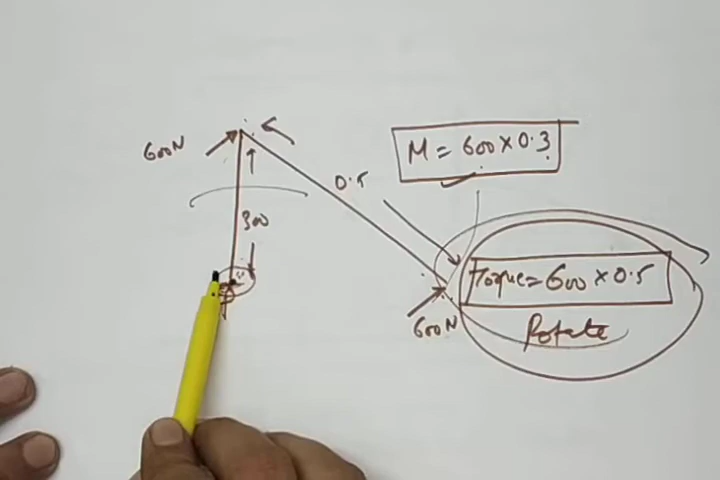 600N
M = 600 × 0.3
0.5
300
Torque = 600 × 0.5
600N
Rotate